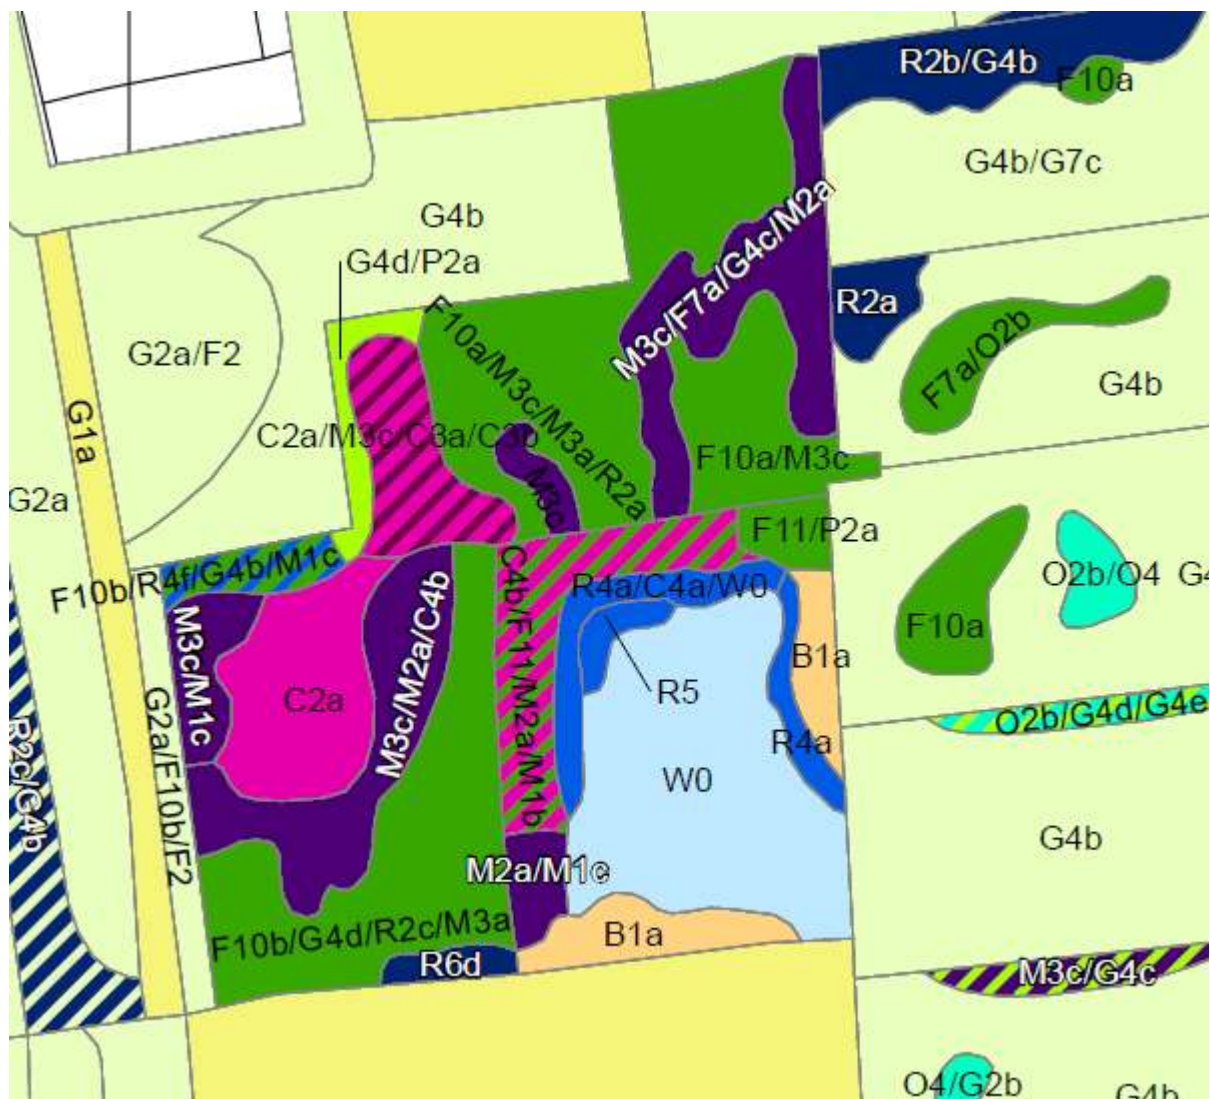 R2b/G4b
F10a
G4b/G7c
G4b
G4d/P2a
M3c/F7a/G4c/M2a
R2a
G2a/F2
F7a/O2b
G4b
G1a
C2a/M3c/C3a/C3b
F10a/M3c/M3a/R2a
M3c
F10a/M3c
G2a
F11/P2a
F10b/R4f/G4b/M1c
R4a/C4a/W0
O2b/O4
F10a
M3c/M1c
M3c/M2a/C4b
C4b/F11/M2a/M1b
B1a
C2a
R5
O2b/G4d/G4e
R4a
R2c/G4b
G2a/F10b/F2
W0
G4b
M2a/M1c
F10b/G4d/R2c/M3a
B1a
R6d
M3c/G4c
O4/G2b
G4b